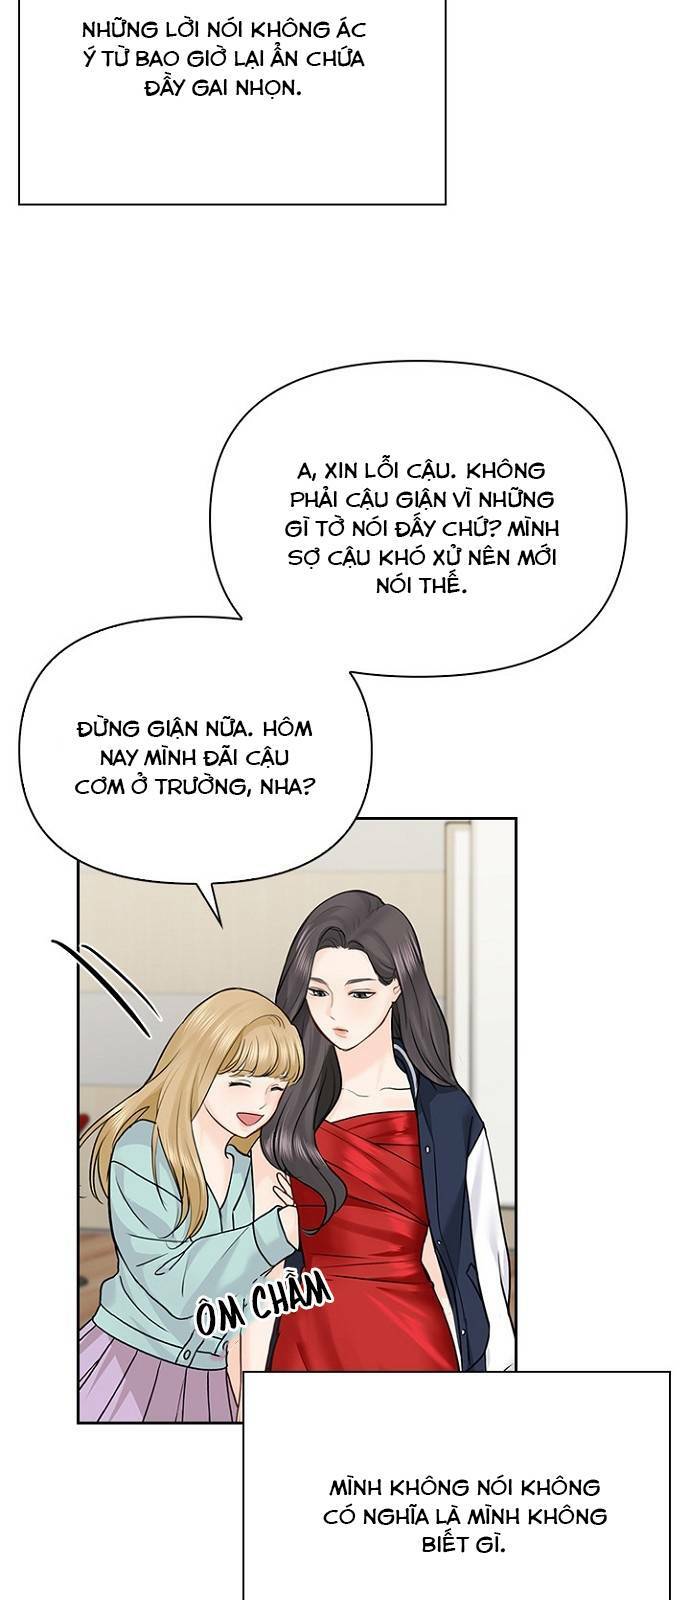 NHỮNG LỜI NÓI KHÔNG ÁC
Ý TỪ BAO GIỜ LẠI ẨN CHỨA
ĐẦY GAI NHỌN.
A, XIN LỖI CẬU. KHÔNG
PHẢI CẬU GIẬN VÌ NHỮNG
GÌ TỜ NÓI ĐẤY CHỨ? MÌNH
SỢ CẬU KHÓ XỬ NÊN MỚI
NÓI THẾ.
ĐỪNG GIẬN NỮA. HÔM
NAY MÌNH ĐÃI CẬU
CƠM Ở TRƯỜNG, NHA?
ÔM CHẦM
MÌNH KHÔNG NÓI KHÔNG
CÓ NGHĨA LÀ MÌNH KHÔNG
BIẾT GÌ.